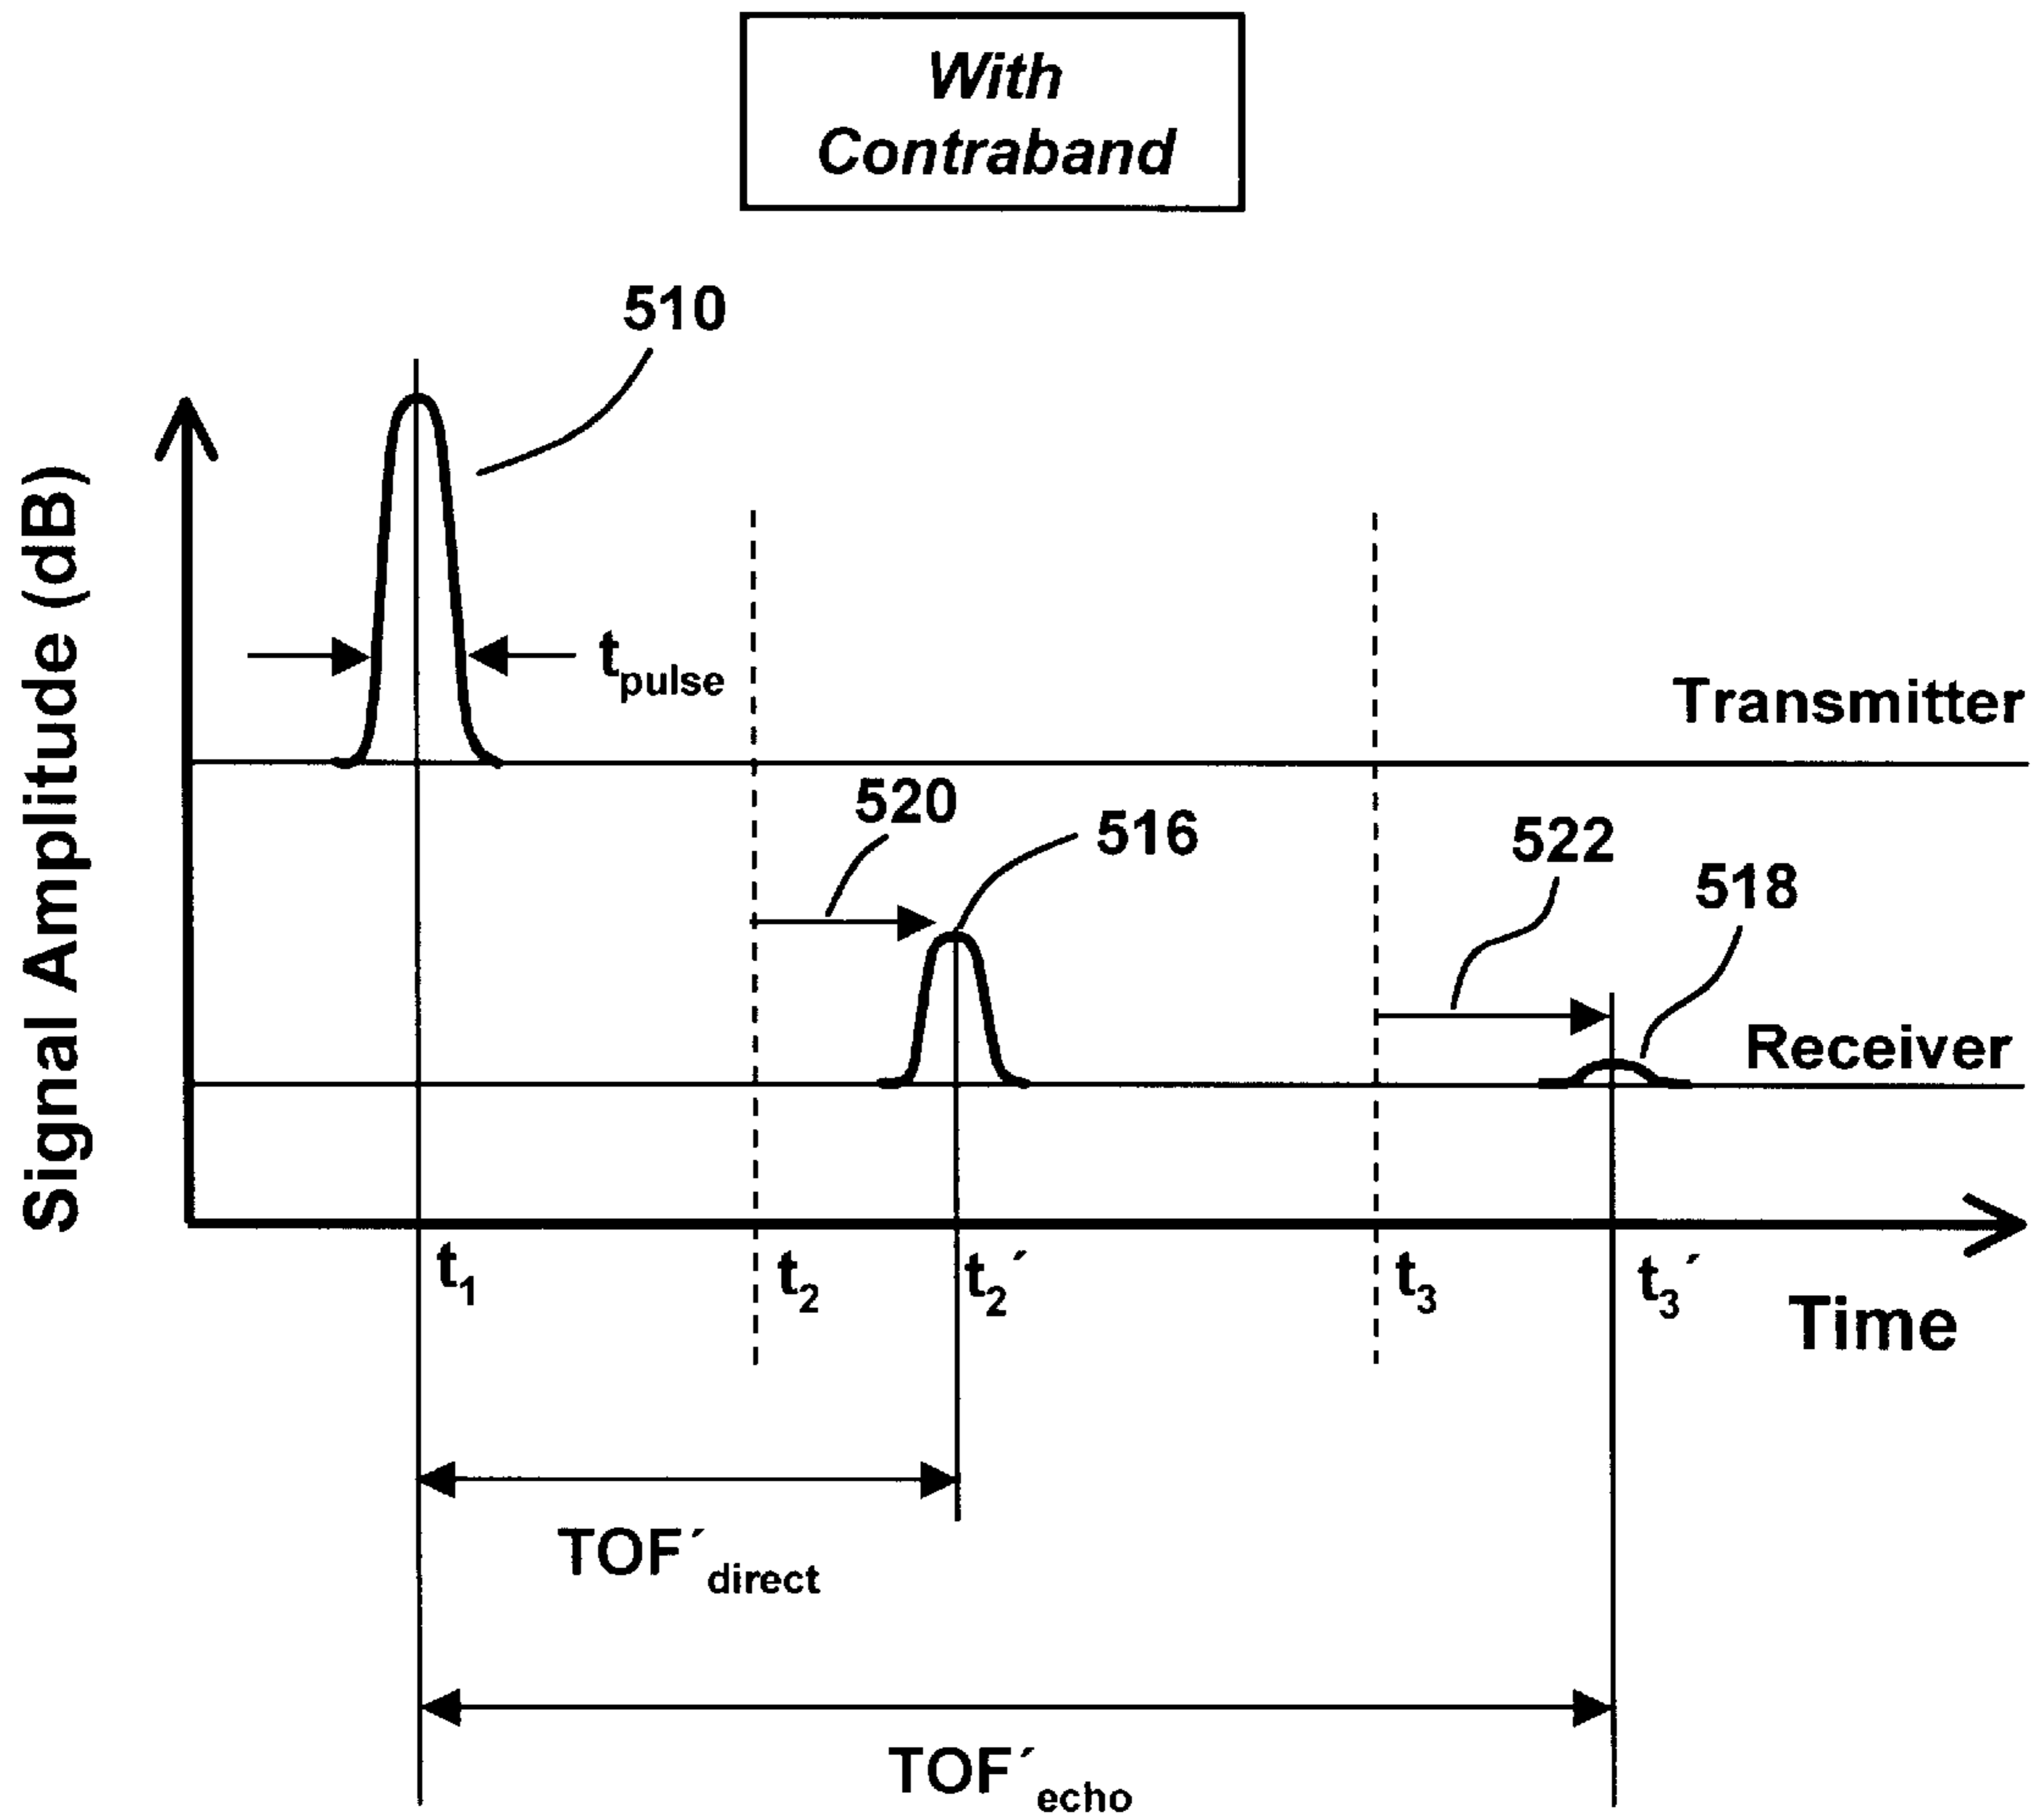 With
Contraband
510
Signal Amplitude (dB)
tpulse
Transmitter
520
516
522
518
Receiver
t1
t2
t2´
t3
t3´
Time
TOF´direct
TOF´echo